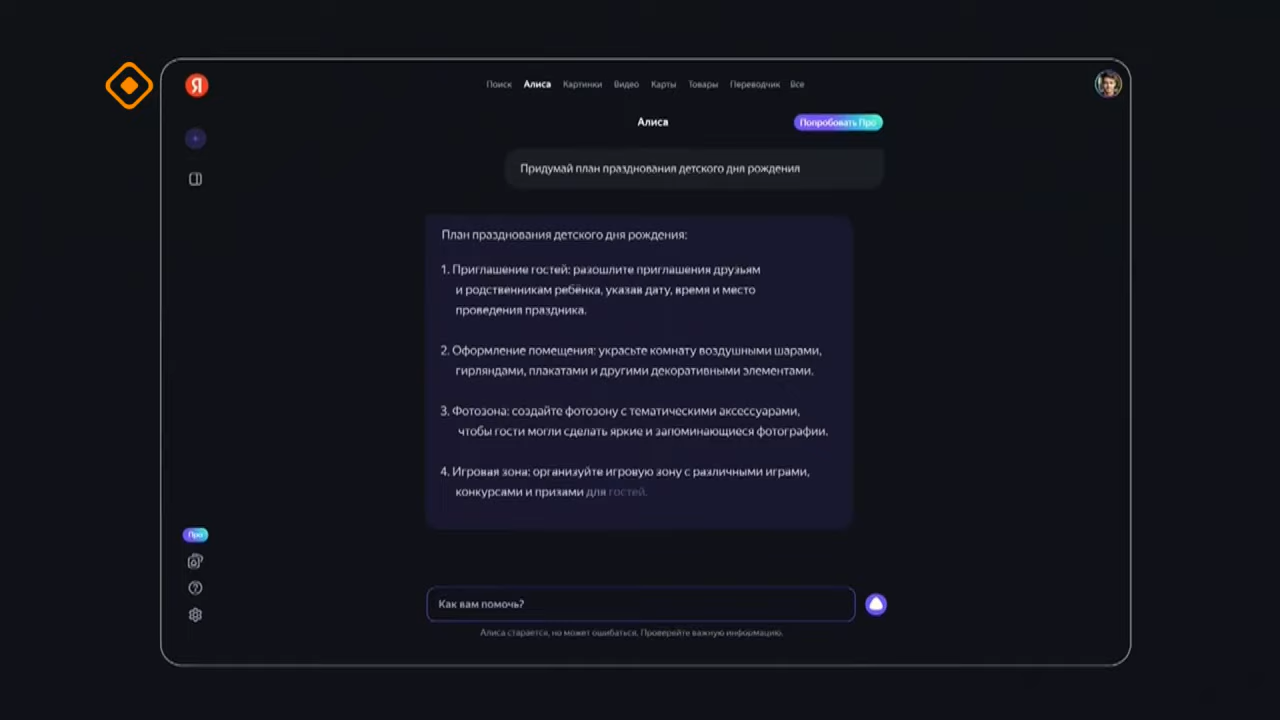 Я
Поиск Алиса Картинки Видео Карты Товары Переводчик Все
Алиса
Попробовать Про
Придумай план празднования детского дня рождения
План празднования детского дня рождения:
1. Приглашение гостей: разошлите приглашения друзьям
и родственникам ребёнка, указав дату, время и место
проведения праздника.
2. Оформление помещения: украсьте комнату воздушными шарами,
гирляндами, плакатами и другими декоративными элементами.
3. Фотозона: создайте фотозону с тематическими аксессуарами,
чтобы гости могли сделать яркие и запоминающиеся фотографии.
4. Игровая зона: организуйте игровую зону с различными играми,
конкурсами и призами для гостей.
Про
Как вам помочь?
Алиса старается, но может ошибаться. Проверяйте важную информацию.